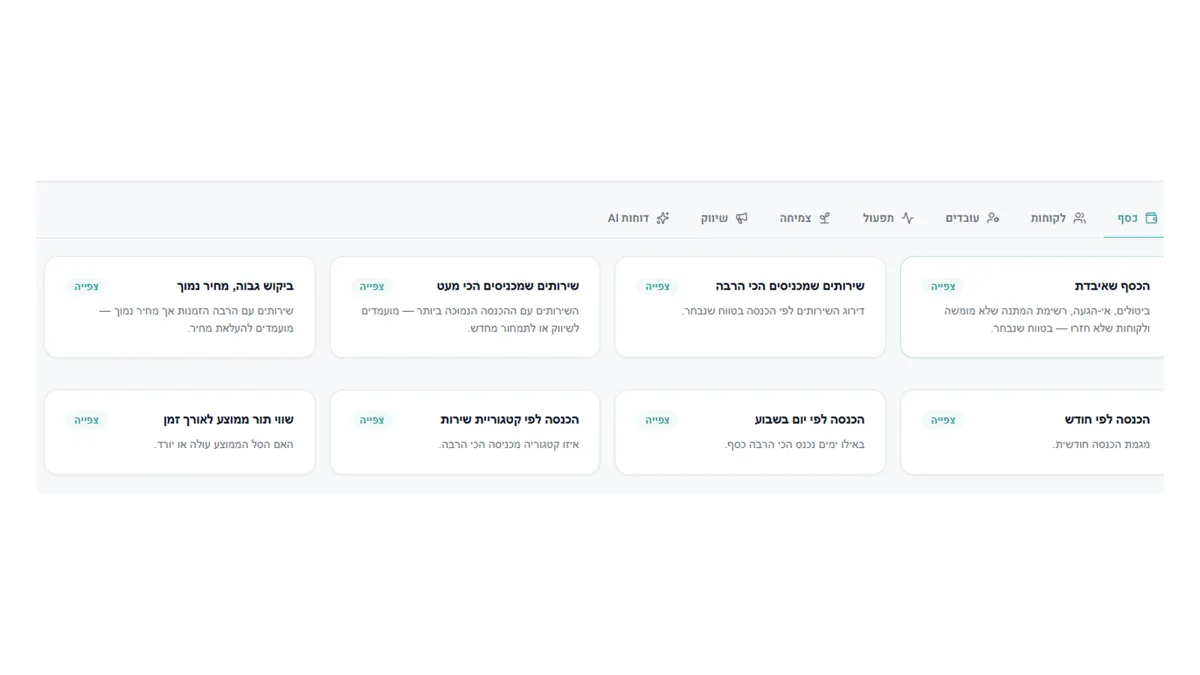 כסף
לקוחות
עובדים
תפעול
צמיחה
שיווק
דוחות AI
הכסף שאיבדת
צפייה
ביטולים, אי-הגעה, רשימת המתנה שלא מומשה
ולקוחות שלא חזרו — בטווח שנבחר.
שירותים שמכניסים הכי הרבה
צפייה
דירוג השירותים לפי הכנסה בטווח שנבחר.
שירותים שמכניסים הכי מעט
צפייה
השירותים עם ההכנסה הנמוכה ביותר — מועמדים
לשיווק או לתמחור מחדש.
ביקוש גבוה, מחיר נמוך
צפייה
שירותים עם הרבה הזמנות אך מחיר נמוך —
מועמדים להעלאת מחיר.
הכנסה לפי חודש
צפייה
מגמת הכנסה חודשית.
הכנסה לפי יום בשבוע
צפייה
באילו ימים נכנס הכי הרבה כסף.
הכנסה לפי קטגוריית שירות
צפייה
איזו קטגוריה מכניסה הכי הרבה.
שווי תור ממוצע לאורך זמן
צפייה
האם הסל הממוצע עולה או יורד.